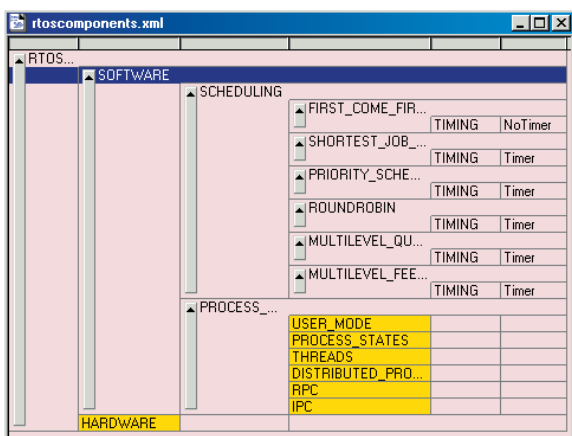 rtoscomponents.xml
RTOS...
SOFTWARE
SCHEDULING
FIRST_COME_FIR...
TIMING NoTimer
SHORTEST_JOB_...
TIMING Timer
PRIORITY_SCHE...
TIMING Timer
ROUNDROBIN
TIMING Timer
MULTILEVEL_QU...
TIMING Timer
MULTILEVEL_FEE...
TIMING Timer
PROCESS_...
USER_MODE
PROCESS_STATES
THREADS
DISTRIBUTED_PRO...
RPC
IPC
HARDWARE